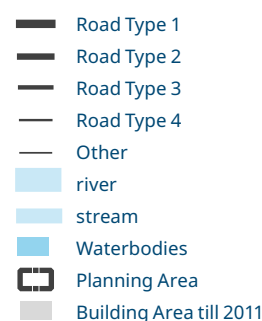 Road Type 1
Road Type 2
Road Type 3
Road Type 4
Other
river
stream
Waterbodies
Planning Area
Building Area till 2011